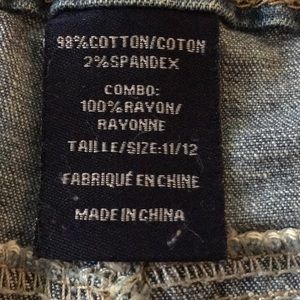 98% COTTON/COTON
2% SPANDEX
COMBO:
100% RAYON/
RAYONNE
TAILLE/SIZE: 11/12
FABRIQUÉ EN CHINE
MADE IN CHINA